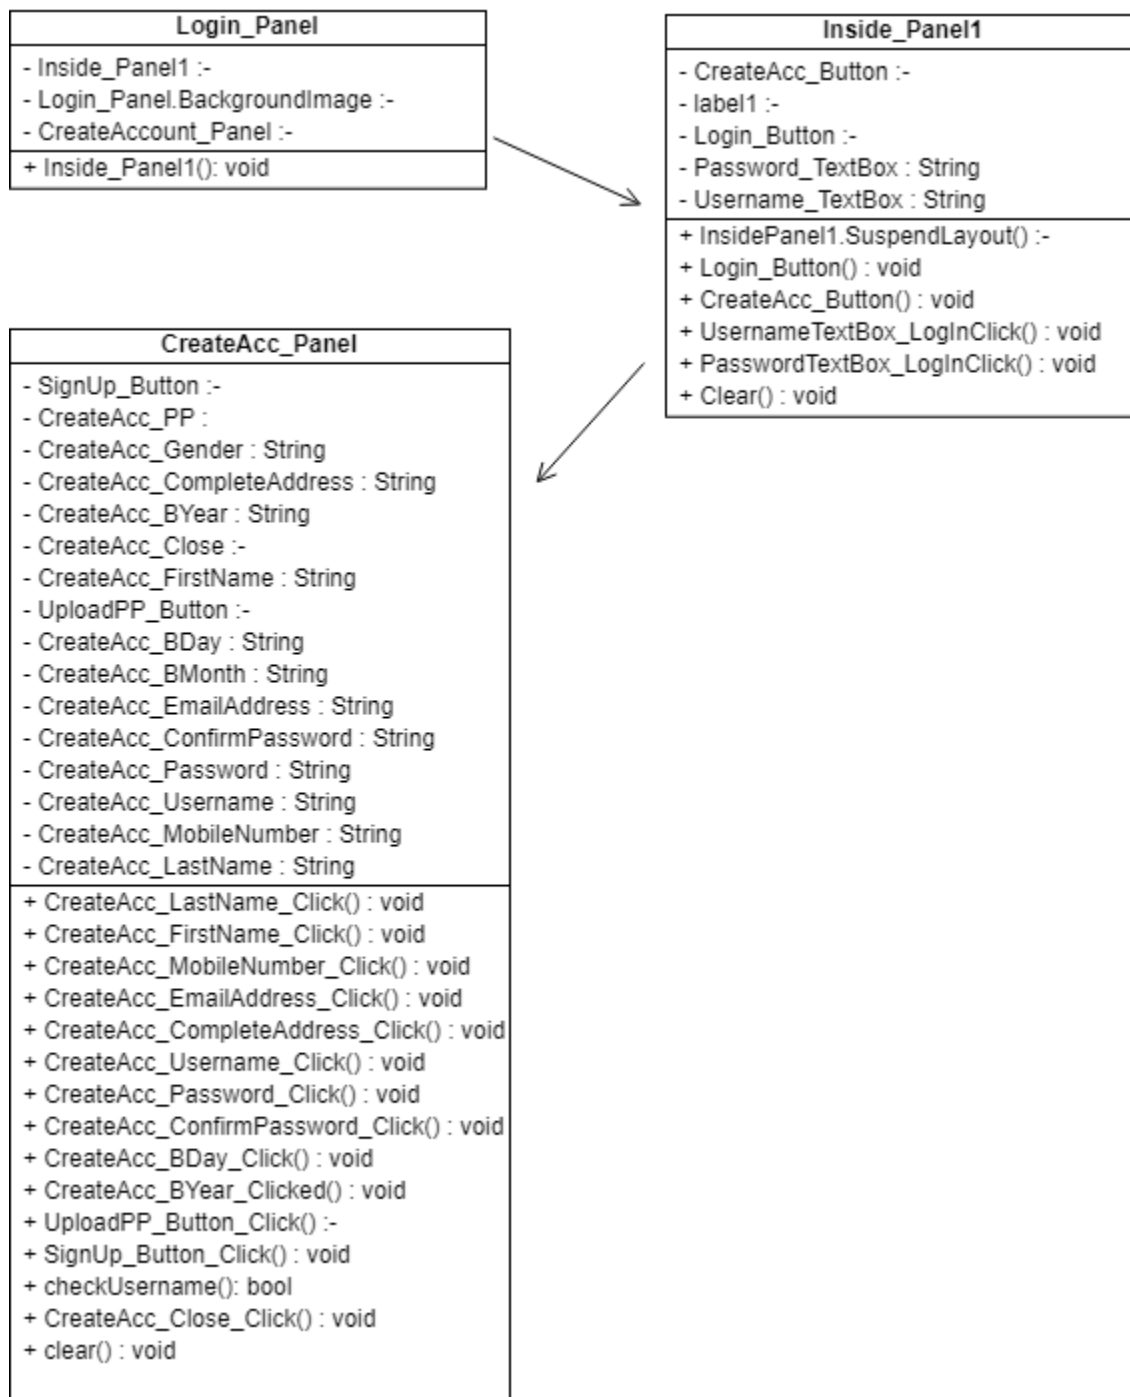 Login_Panel
- Inside_Panel1 :-
- Login_Panel.BackgroundImage :-
- CreateAccount_Panel :-
+ Inside_Panel1(): void
Inside_Panel1
- CreateAcc_Button :-
- label1 :-
- Login_Button :-
- Password_TextBox : String
- Username_TextBox : String
+ InsidePanel1.SuspendLayout() :-
+ Login_Button() : void
+ CreateAcc_Button() : void
+ UsernameTextBox_LogInClick() : void
+ PasswordTextBox_LogInClick() : void
+ Clear() : void
CreateAcc_Panel
- SignUp_Button :-
- CreateAcc_PP :
- CreateAcc_Gender : String
- CreateAcc_CompleteAddress : String
- CreateAcc_BYear : String
- CreateAcc_Close :-
- CreateAcc_FirstName : String
- UploadPP_Button :-
- CreateAcc_BDay : String
- CreateAcc_BMonth : String
- CreateAcc_EmailAddress : String
- CreateAcc_ConfirmPassword : String
- CreateAcc_Password : String
- CreateAcc_Username : String
- CreateAcc_MobileNumber : String
- CreateAcc_LastName : String
+ CreateAcc_LastName_Click() : void
+ CreateAcc_FirstName_Click() : void
+ CreateAcc_MobileNumber_Click() : void
+ CreateAcc_EmailAddress_Click() : void
+ CreateAcc_CompleteAddress_Click() : void
+ CreateAcc_Username_Click() : void
+ CreateAcc_Password_Click() : void
+ CreateAcc_ConfirmPassword_Click() : void
+ CreateAcc_BDay_Click() : void
+ CreateAcc_BYear_Clicked() : void
+ UploadPP_Button_Click() :-
+ SignUp_Button_Click() : void
+ checkUsername(): bool
+ CreateAcc_Close_Click() : void
+ clear() : void